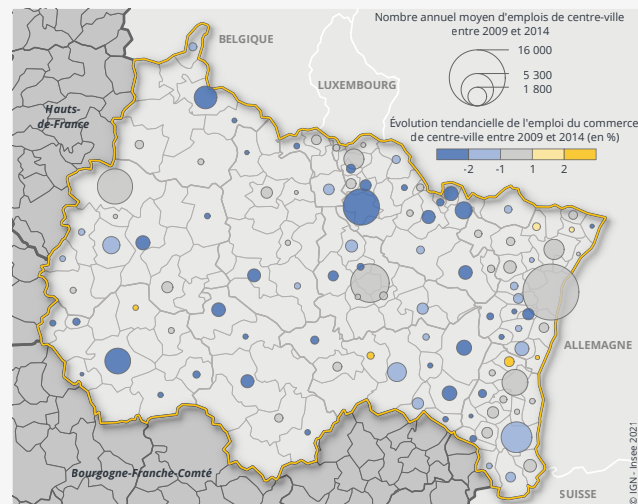 Nombre annuel moyen d'emplois de centre-ville
entre 2009 et 2014
16 000
5 300
1 800
Évolution tendancielle de l'emploi du commerce
de centre-ville entre 2009 et 2014 (en %)
-2
-1
1
2
BELGIQUE
LUXEMBOURG
Hauts-
de-France
ALLEMAGNE
Bourgogne-Franche-Comté
SUISSE
© IGN - Insee 2021